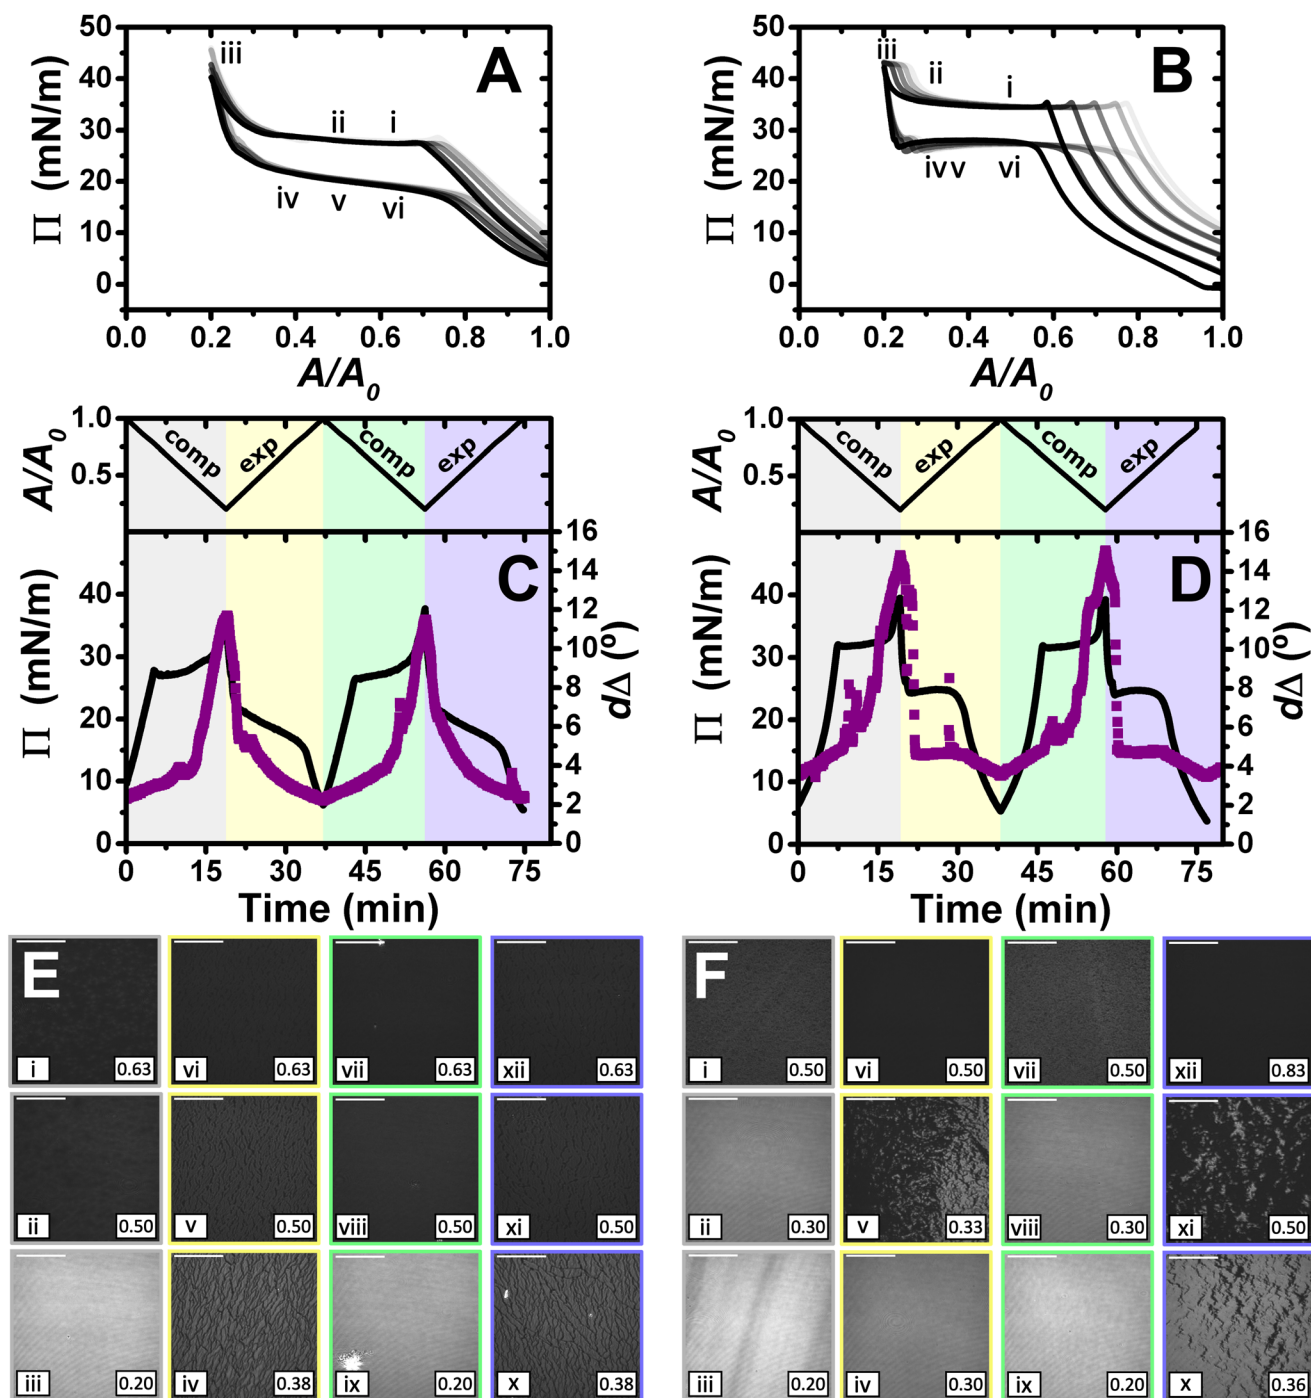 A
50
40
30
20
10
0
Π (mN/m)
iii
ii
i
iv
v
vi
0.0 0.2 0.4 0.6 0.8 1.0
A/A0
B
50
40
30
20
10
0
Π (mN/m)
iii
ii
i
iv
v
vi
0.0 0.2 0.4 0.6 0.8 1.0
A/A0
1.0
0.5
A/A0
comp
exp
comp
exp
C
40
30
20
10
0
Π (mN/m)
16
14
12
10
8
6
4
2
0
dΔ (º)
0 15 30 45 60 75
Time (min)
1.0
0.5
A/A0
comp
exp
comp
exp
D
40
30
20
10
0
Π (mN/m)
16
14
12
10
8
6
4
2
0
dΔ (º)
0 15 30 45 60 75
Time (min)
E
i 0.63
vi 0.63
vii 0.63
xii 0.63
ii 0.50
v 0.50
viii 0.50
xi 0.50
iii 0.20
iv 0.38
ix 0.20
x 0.38
F
i 0.50
vi 0.50
vii 0.50
xii 0.83
ii 0.30
v 0.33
viii 0.30
xi 0.50
iii 0.20
iv 0.30
ix 0.20
x 0.36